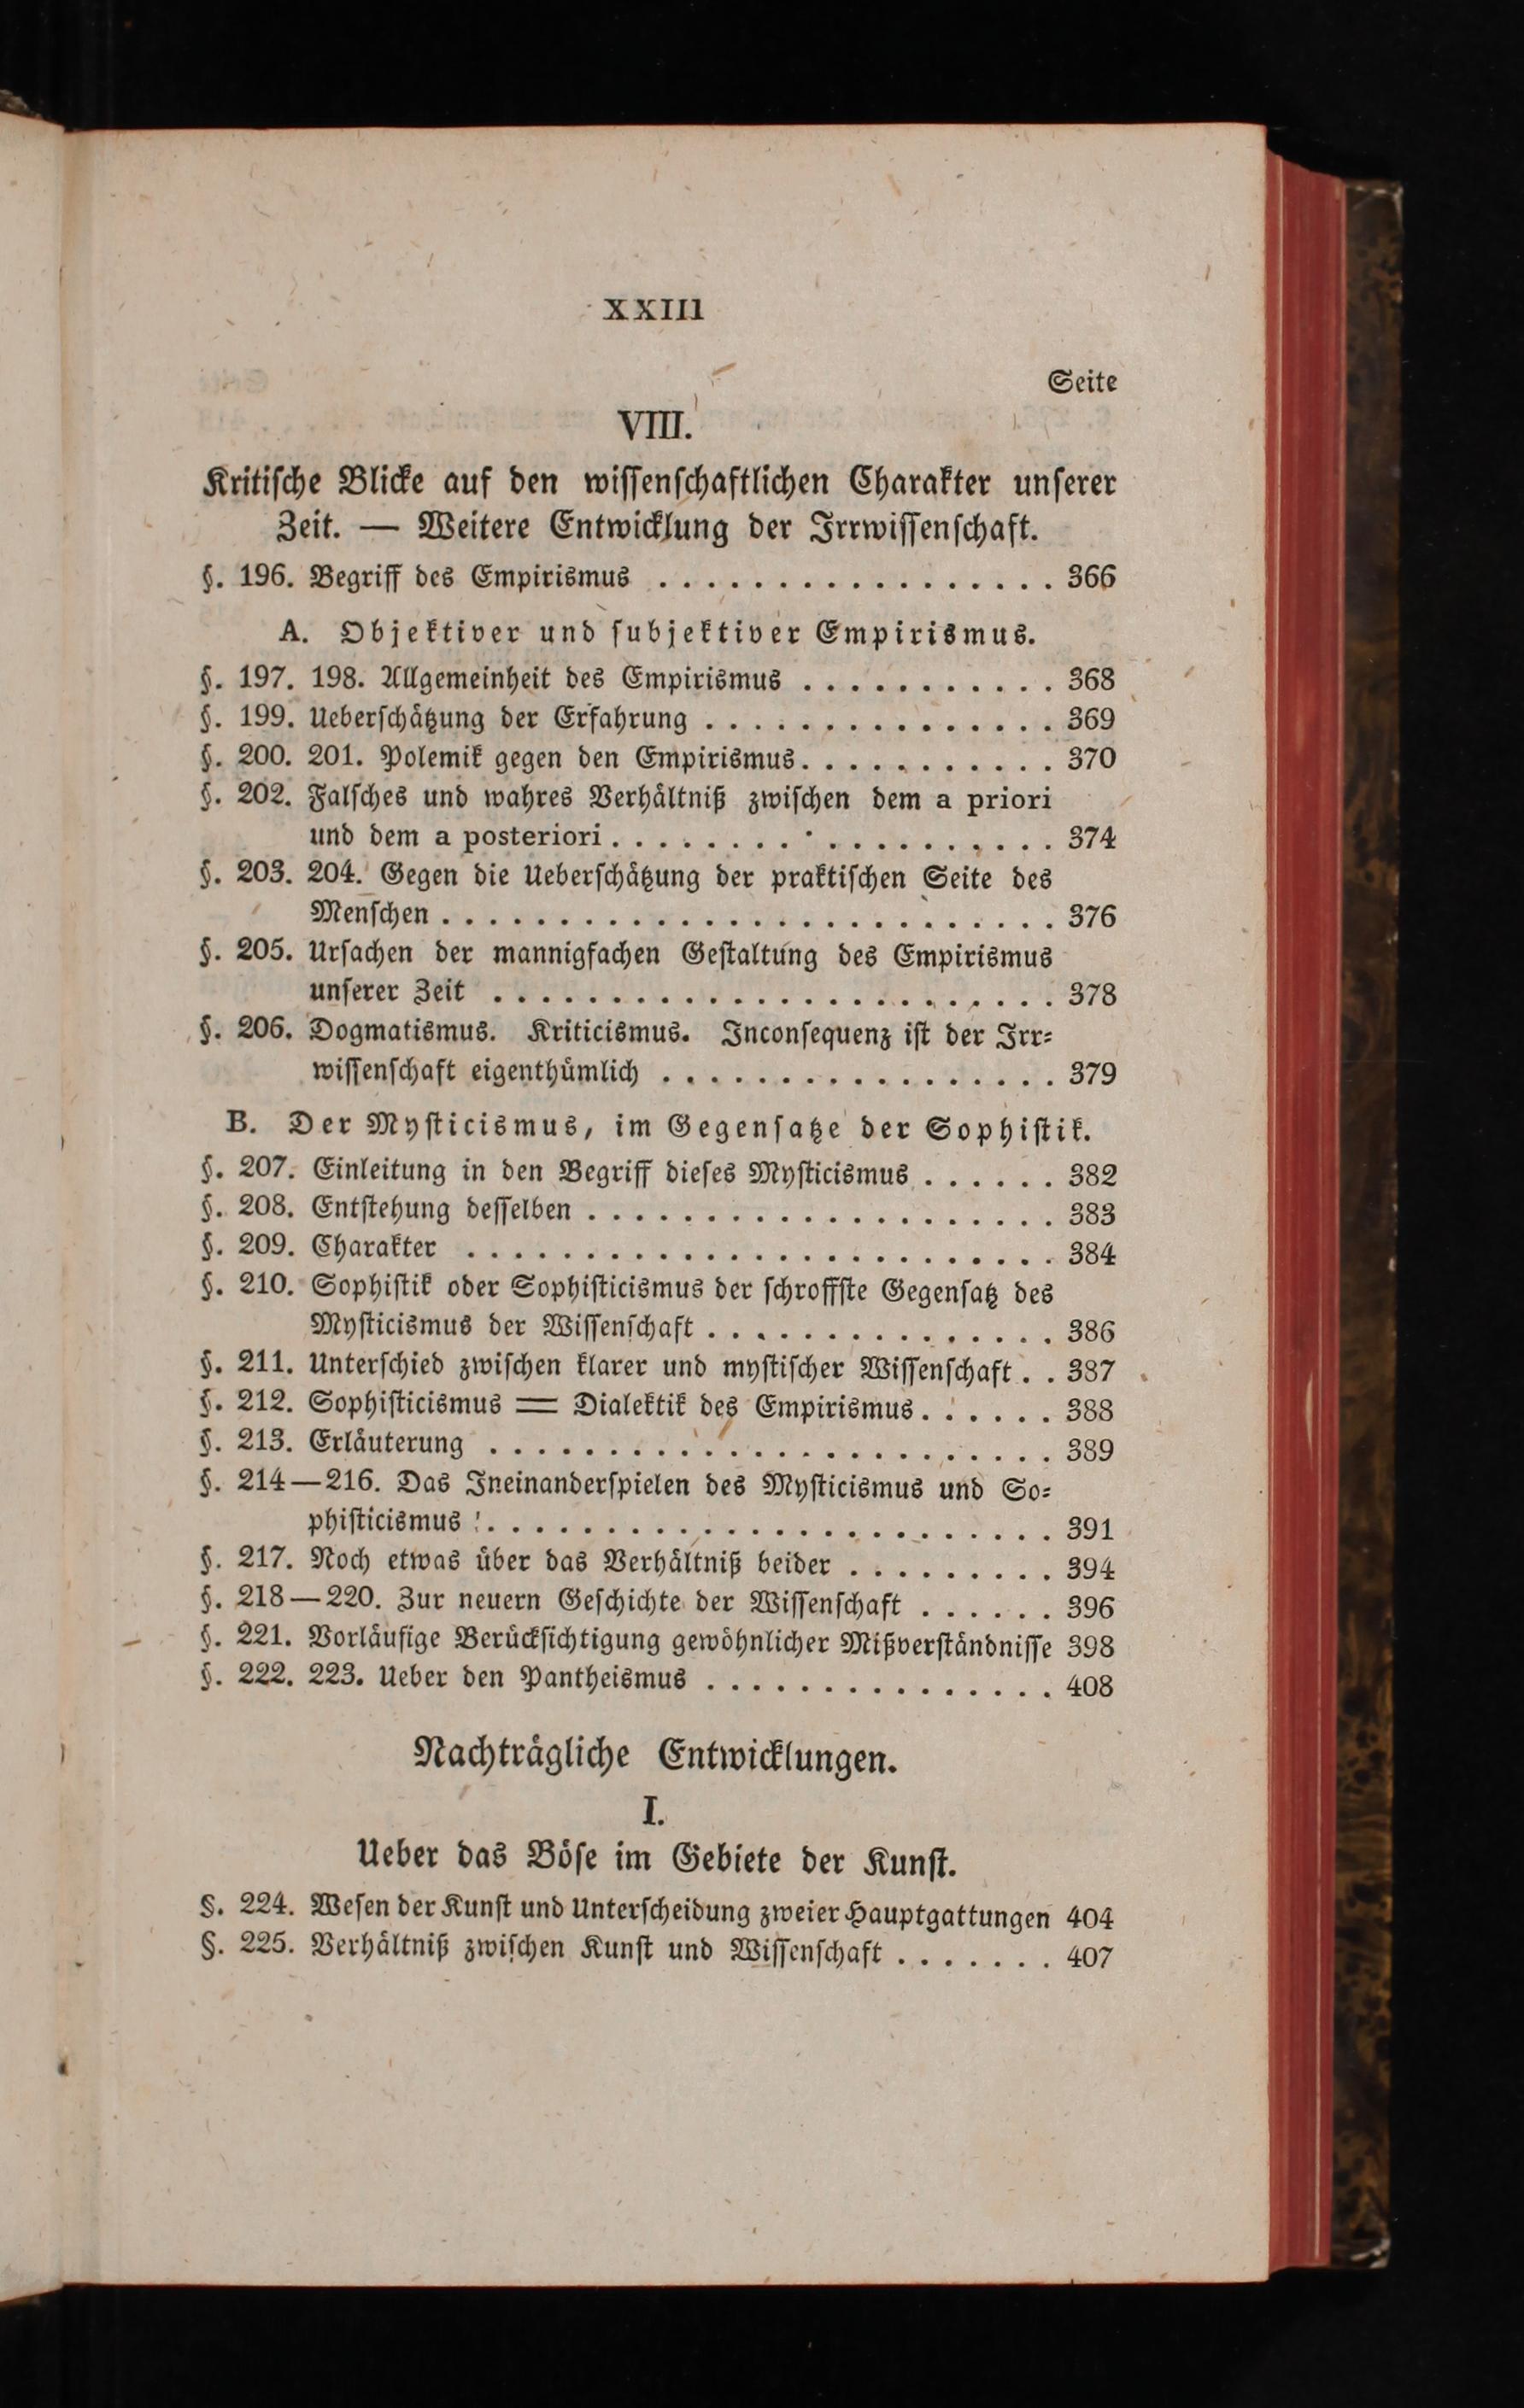 XXIII
Seite
VIII.
Kritiſche Blicke auf den wiſſenſchaftlichen Charakter unſerer
Zeit. — Weitere Entwicklung der Irrwiſſenſchaft.
§. 196. Begriff des Empirismus . . . . . . . . . . . . . . . . . 366
A. Objektiver und ſubjektiver Empirismus.
§. 197. 198. Allgemeinheit des Empirismus . . . . . . . . . . . 368
§. 199. Ueberſchätzung der Erfahrung . . . . . . . . . . . . . . . 369
§. 200. 201. Polemik gegen den Empirismus. . . . . . . . . . . 370
§. 202. Falſches und wahres Verhältniß zwiſchen dem a priori
und dem a posteriori . . . . . . . . . . . . . . . . . . . 374
§. 203. 204. Gegen die Ueberſchätzung der praktiſchen Seite des
Menſchen . . . . . . . . . . . . . . . . . . . . . . . . . . 376
§. 205. Urſachen der mannigfachen Geſtaltung des Empirismus
unſerer Zeit . . . . . . . . . . . . . . . . . . . . . . . . 378
§. 206. Dogmatismus. Kriticismus. Inconſequenz iſt der Irr⸗
wiſſenſchaft eigenthümlich . . . . . . . . . . . . . . . . . 379
B. Der Myſticismus, im Gegenſatze der Sophiſtik.
§. 207. Einleitung in den Begriff dieſes Myſticismus . . . . . . 382
§. 208. Entſtehung deſſelben . . . . . . . . . . . . . . . . . . . . 383
§. 209. Charakter . . . . . . . . . . . . . . . . . . . . . . . . . 384
§. 210. Sophiſtik oder Sophiſticismus der ſchroffſte Gegenſatz des
Myſticismus der Wiſſenſchaft . . . . . . . . . . . . . . . 386
§. 211. Unterſchied zwiſchen klarer und myſtiſcher Wiſſenſchaft . . 387
§. 212. Sophiſticismus = Dialektik des Empirismus . . . . . . 388
§. 213. Erläuterung . . . . . . . . . . . . . . . . . . . . . . . . 389
§. 214—216. Das Ineinanderſpielen des Myſticismus und So⸗
phiſticismus . . . . . . . . . . . . . . . . . . . . . . . . 391
§. 217. Noch etwas über das Verhältniß beider . . . . . . . . . 394
§. 218—220. Zur neuern Geſchichte der Wiſſenſchaft . . . . . . 396
§. 221. Vorläufige Berückſichtigung gewöhnlicher Mißverſtändniſſe 398
§. 222. 223. Ueber den Pantheismus . . . . . . . . . . . . . . . 408
Nachträgliche Entwicklungen.
I.
Ueber das Böſe im Gebiete der Kunſt.
§. 224. Weſen der Kunſt und Unterſcheidung zweier Hauptgattungen 404
§. 225. Verhältniß zwiſchen Kunſt und Wiſſenſchaft . . . . . . . 407